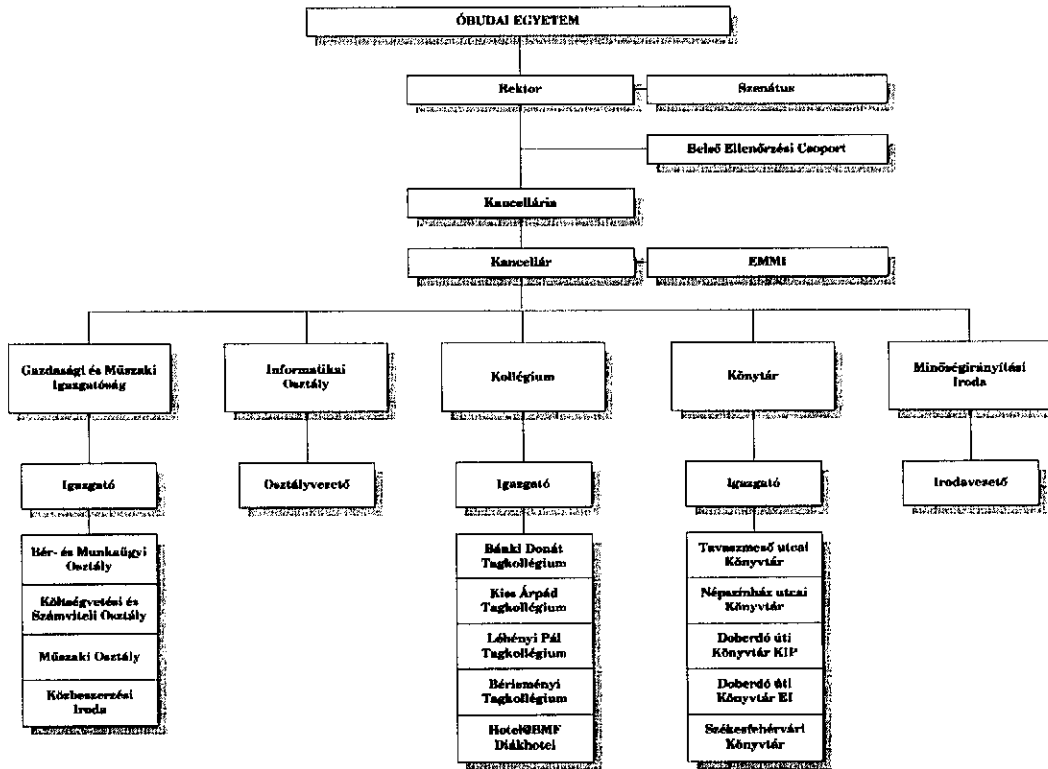 ÓBUDAI EGYETEM
Rektor
Szenátus
Belső Ellenőrzési Csoport
Kancellária
Kancellár
EMMI
Gazdasági és Műszaki
Igazgatóság
Informatikai
Osztály
Kollégium
Könytár
Minőségirányítási
Iroda
Igazgató
Osztályvezető
Igazgató
Igazgató
Irodavezető
Bér- és Munkaügyi
Osztály
Költségvetési és
Számviteli Osztály
Műszaki Osztály
Közbeszerzési
Iroda
Bánki Donát
Tagkollégium
Kiss Árpád
Tagkollégium
Léhényi Pál
Tagkollégium
Bérleményi
Tagkollégium
Hotel@BMF
Diákhotel
Tavaszmező utcai
Könyvtár
Népszínház utcai
Könyvtár
Doberdó úti
Könyvtár KIP
Doberdó úti
Könyvtár EI
Székesfehérvári
Könyvtár